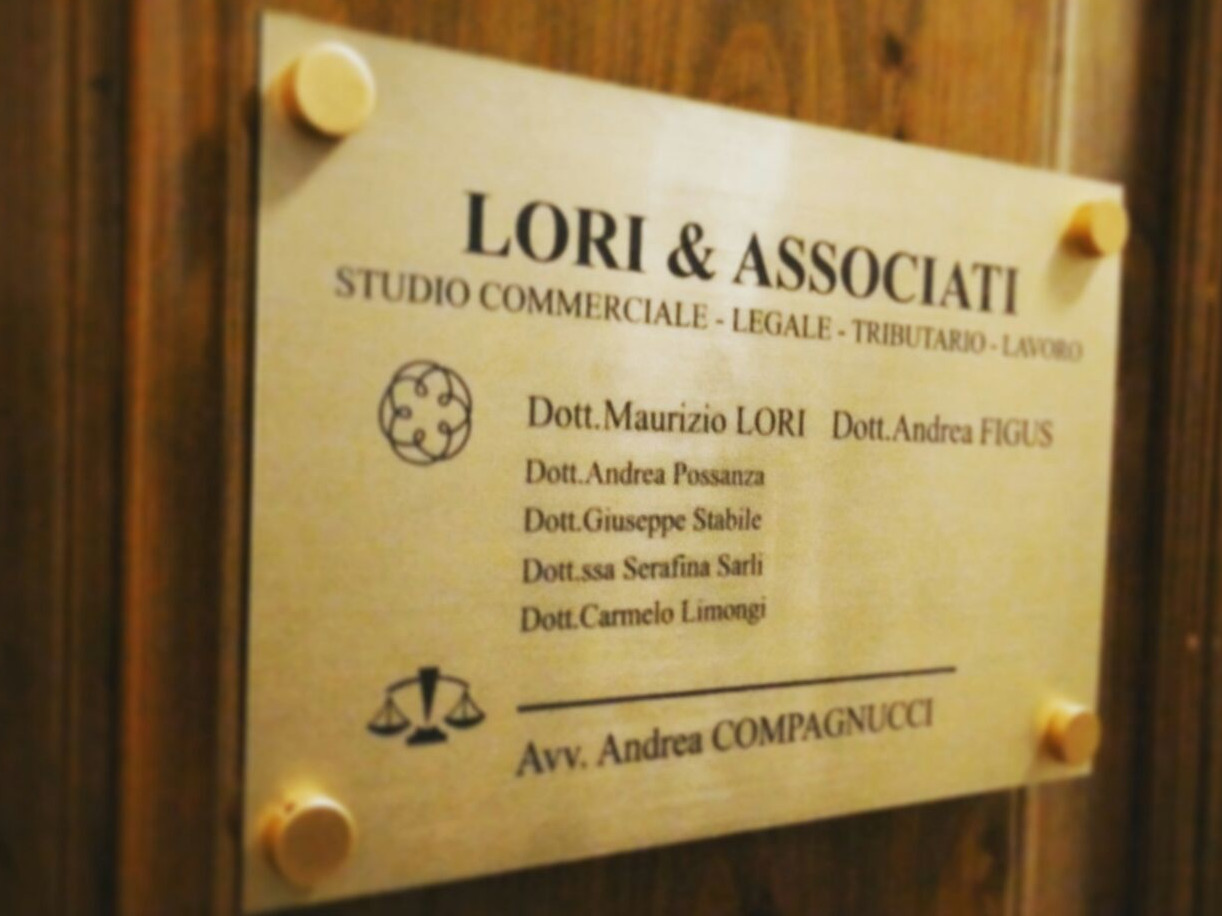 LORI & ASSOCIATI
STUDIO COMMERCIALE - LEGALE - TRIBUTARIO - LAVORO
Dott.Maurizio LORI Dott.Andrea FIGUS
Dott.Andrea Possanza
Dott.Giuseppe Stabile
Dott.ssa Serafina Sarli
Dott.Carmelo Limongi
Avv. Andrea COMPAGNUCCI